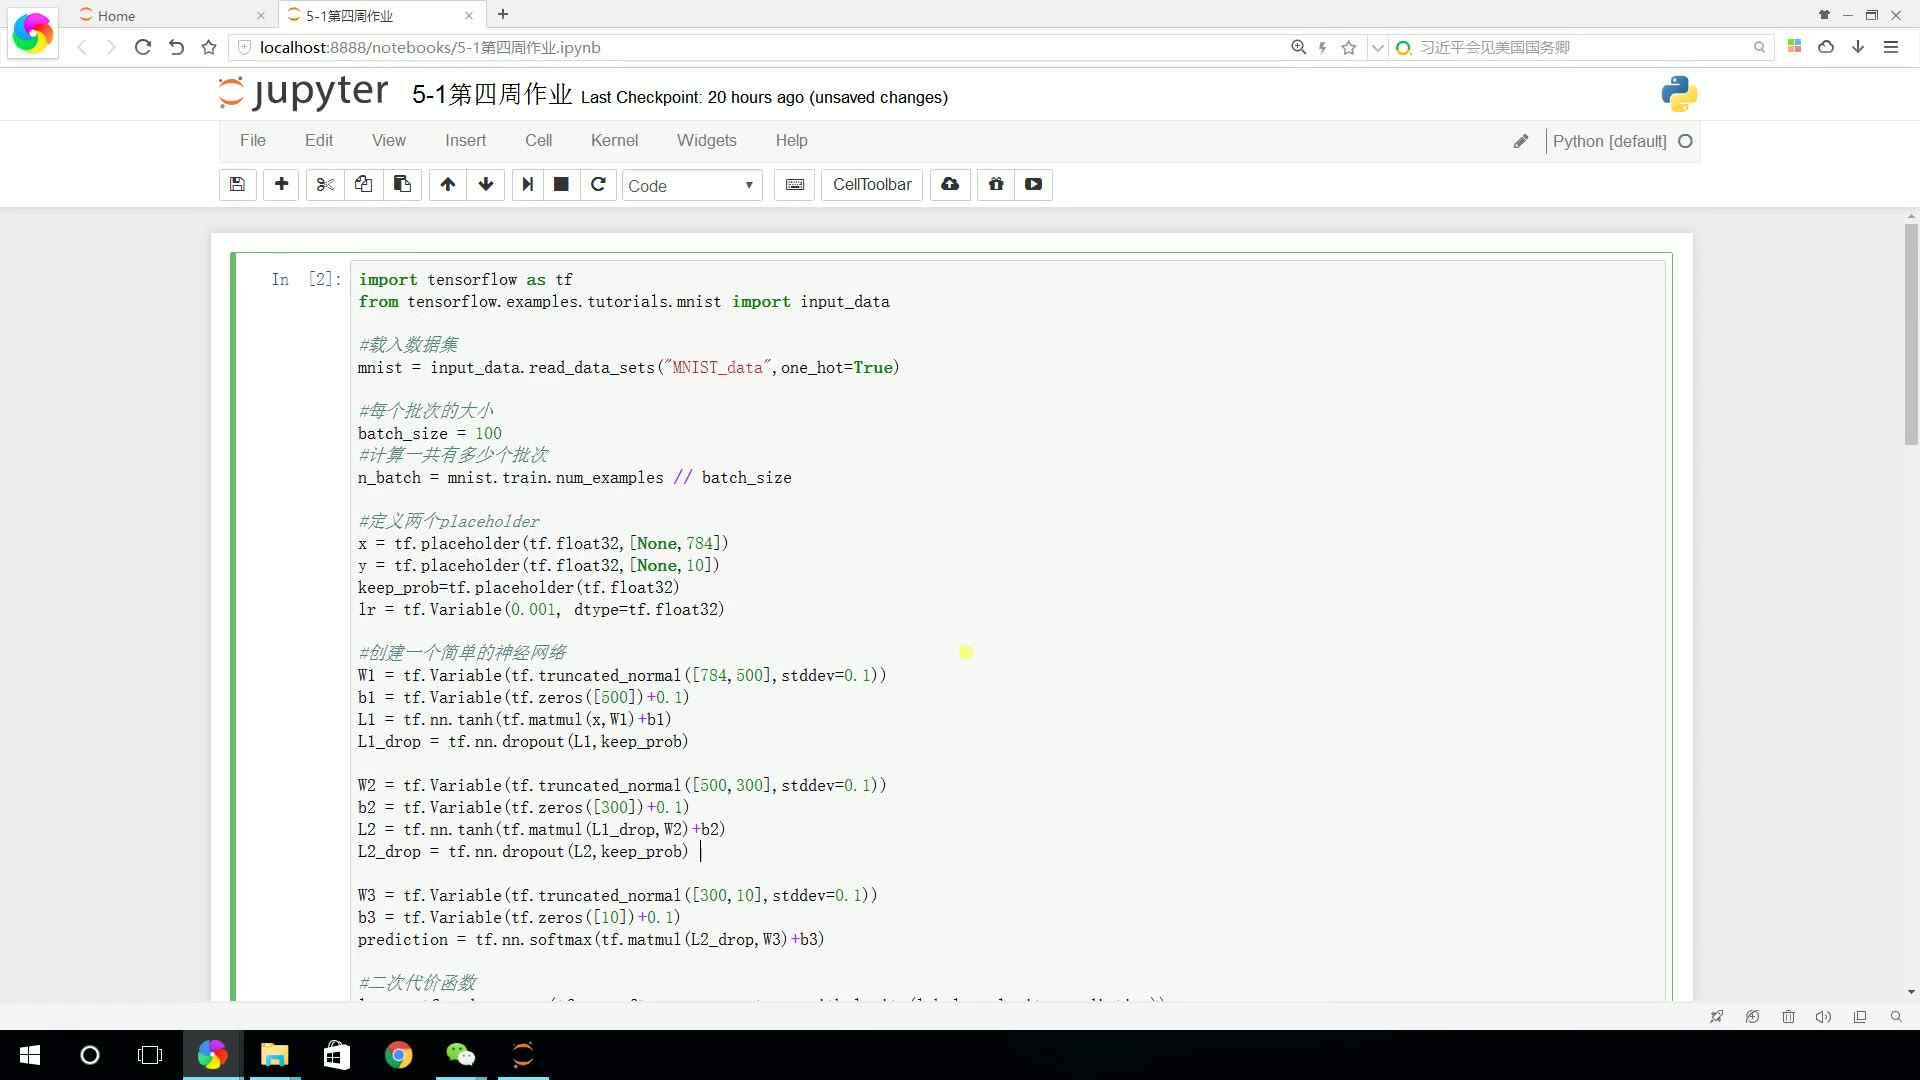 Home
5-1第四周作业
localhost:8888/notebooks/5-1第四周作业.ipynb
习近平会见美国国务卿
jupyter 5-1第四周作业 Last Checkpoint: 20 hours ago (unsaved changes)
File Edit View Insert Cell Kernel Widgets Help
Python [default]
Code
CellToolbar
In [2]:
import tensorflow as tf
from tensorflow.examples.tutorials.mnist import input_data
#载入数据集
mnist = input_data.read_data_sets("MNIST_data",one_hot=True)
#每个批次的大小
batch_size = 100
#计算一共有多少个批次
n_batch = mnist.train.num_examples // batch_size
#定义两个placeholder
x = tf.placeholder(tf.float32,[None,784])
y = tf.placeholder(tf.float32,[None,10])
keep_prob=tf.placeholder(tf.float32)
lr = tf.Variable(0.001, dtype=tf.float32)
#创建一个简单的神经网络
W1 = tf.Variable(tf.truncated_normal([784,500],stddev=0.1))
b1 = tf.Variable(tf.zeros([500])+0.1)
L1 = tf.nn.tanh(tf.matmul(x,W1)+b1)
L1_drop = tf.nn.dropout(L1,keep_prob)
W2 = tf.Variable(tf.truncated_normal([500,300],stddev=0.1))
b2 = tf.Variable(tf.zeros([300])+0.1)
L2 = tf.nn.tanh(tf.matmul(L1_drop,W2)+b2)
L2_drop = tf.nn.dropout(L2,keep_prob)
W3 = tf.Variable(tf.truncated_normal([300,10],stddev=0.1))
b3 = tf.Variable(tf.zeros([10])+0.1)
prediction = tf.nn.softmax(tf.matmul(L2_drop,W3)+b3)
#二次代价函数